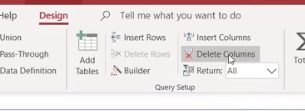 Help Design Tell me what you want to do
Union Insert Rows Insert Columns
Pass-Through Add Tables Delete Rows Delete Columns
Data Definition Builder Return: All
Query Setup